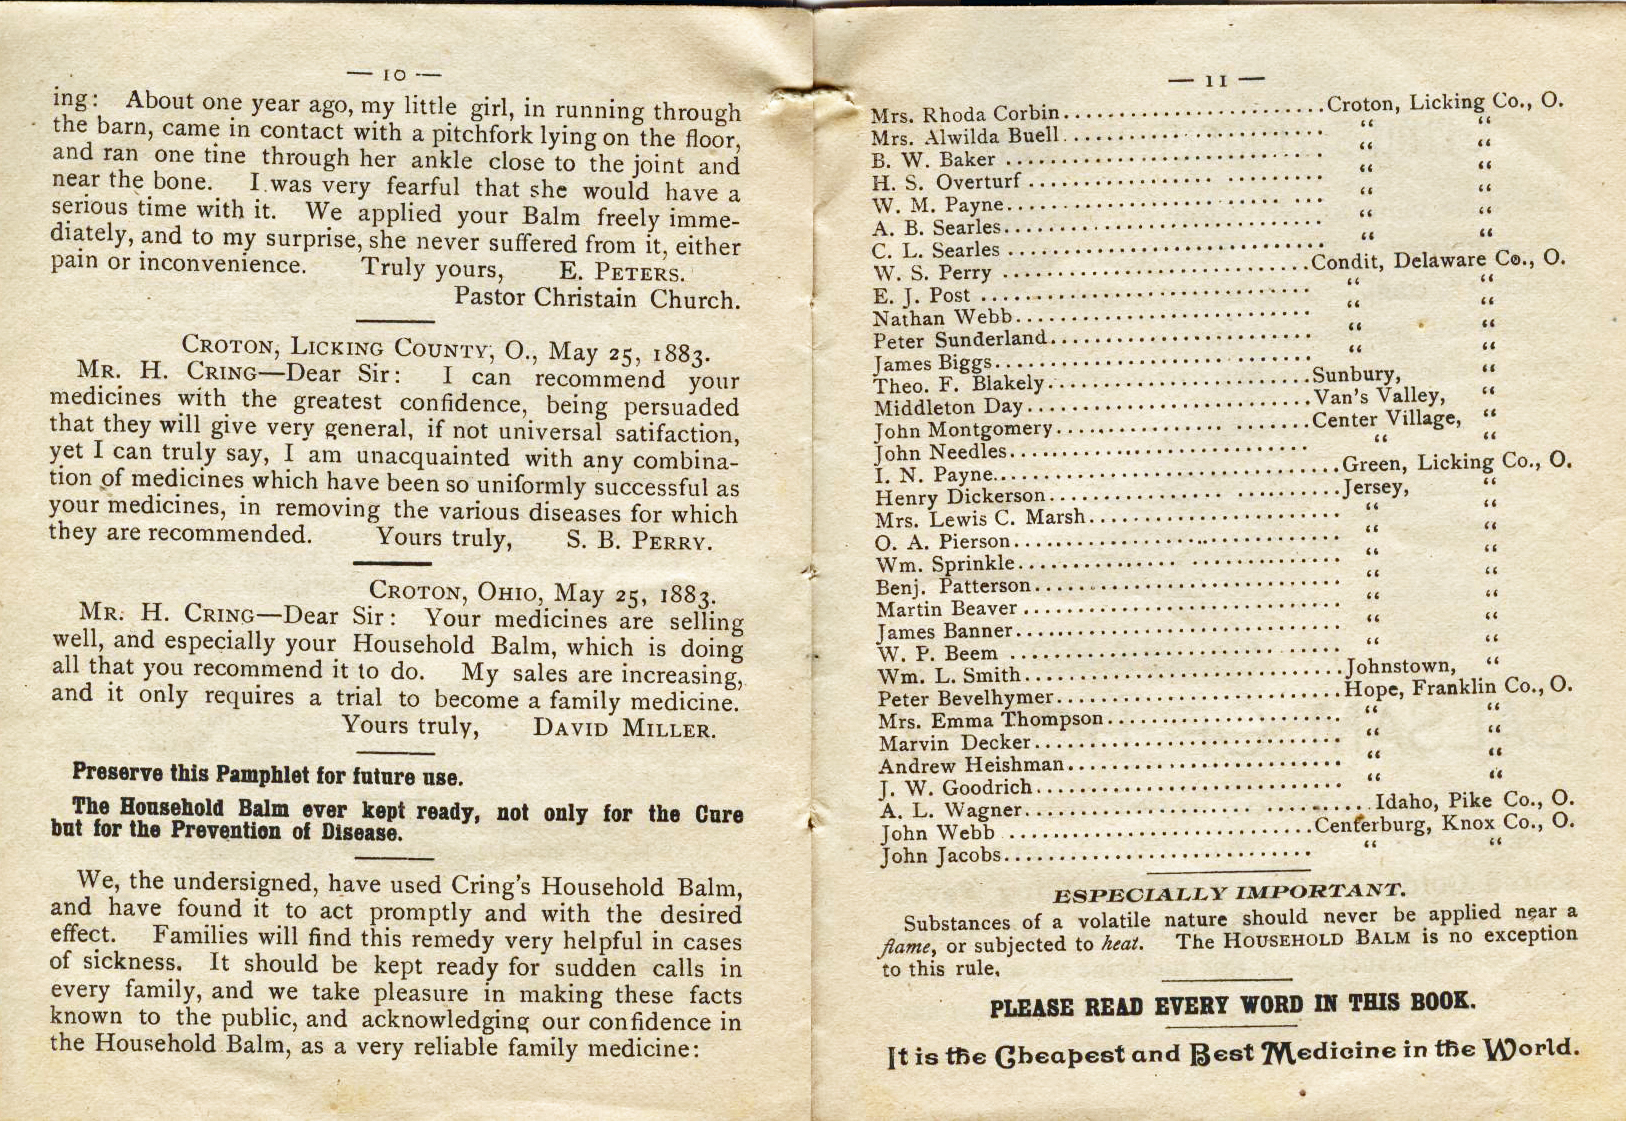 — 10 —
ing: About one year ago, my little girl, in running through
the barn, came in contact with a pitchfork lying on the floor,
and ran one tine through her ankle close to the joint and
near the bone. I was very fearful that she would have a
serious time with it. We applied your Balm freely imme-
diately, and to my surprise, she never suffered from it, either
pain or inconvenience. Truly yours, E. PETERS.
Pastor Christain Church.
CROTON, LICKING COUNTY, O., May 25, 1883.
MR. H. CRING—Dear Sir: I can recommend your
medicines with the greatest confidence, being persuaded
that they will give very general, if not universal satifaction,
yet I can truly say, I am unacquainted with any combina-
tion of medicines which have been so uniformly successful as
your medicines, in removing the various diseases for which
they are recommended. Yours truly, S. B. PERRY.
CROTON, OHIO, May 25, 1883.
MR. H. CRING—Dear Sir: Your medicines are selling
well, and especially your Household Balm, which is doing
all that you recommend it to do. My sales are increasing,
and it only requires a trial to become a family medicine.
Yours truly, DAVID MILLER.
Preserve this Pamphlet for future use.
The Household Balm ever kept ready, not only for the Cure
but for the Prevention of Disease.
We, the undersigned, have used Cring's Household Balm,
and have found it to act promptly and with the desired
effect. Families will find this remedy very helpful in cases
of sickness. It should be kept ready for sudden calls in
every family, and we take pleasure in making these facts
known to the public, and acknowledging our confidence in
the Household Balm, as a very reliable family medicine:
— 11 —
Mrs. Rhoda Corbin..........Croton, Licking Co., O.
Mrs. Alwilda Buell.......... “ “
B. W. Baker .......... “ “
H. S. Overturf .......... “ “
W. M. Payne.......... “ “
A. B. Searles.......... “ “
C. L. Searles .......... “ “
W. S. Perry ..........Condit, Delaware Co., O.
E. J. Post .......... “ “
Nathan Webb.......... “ “
Peter Sunderland.......... “ “
James Biggs.......... “ “
Theo. F. Blakely..........Sunbury, “
Middleton Day..........Van's Valley, “
John Montgomery..........Center Village, “
John Needles.......... “ “
I. N. Payne..........Green, Licking Co., O.
Henry Dickerson..........Jersey, “
Mrs. Lewis C. Marsh.......... “ “
O. A. Pierson.......... “ “
Wm. Sprinkle.......... “ “
Benj. Patterson.......... “ “
Martin Beaver .......... “ “
James Banner.......... “ “
W. P. Beem .......... “ “
Wm. L. Smith..........Johnstown, “
Peter Bevelhymer..........Hope, Franklin Co., O.
Mrs. Emma Thompson.......... “ “
Marvin Decker.......... “ “
Andrew Heishman.......... “ “
J. W. Goodrich.......... “ “
A. L. Wagner..........Idaho, Pike Co., O.
John Webb ..........Centerburg, Knox Co., O.
John Jacobs.......... “ “
ESPECIALLY IMPORTANT.
Substances of a volatile nature should never be applied near a
flame, or subjected to heat. The HOUSEHOLD BALM is no exception
to this rule.
PLEASE READ EVERY WORD IN THIS BOOK.
It is the Cheapest and Best Medicine in the World.